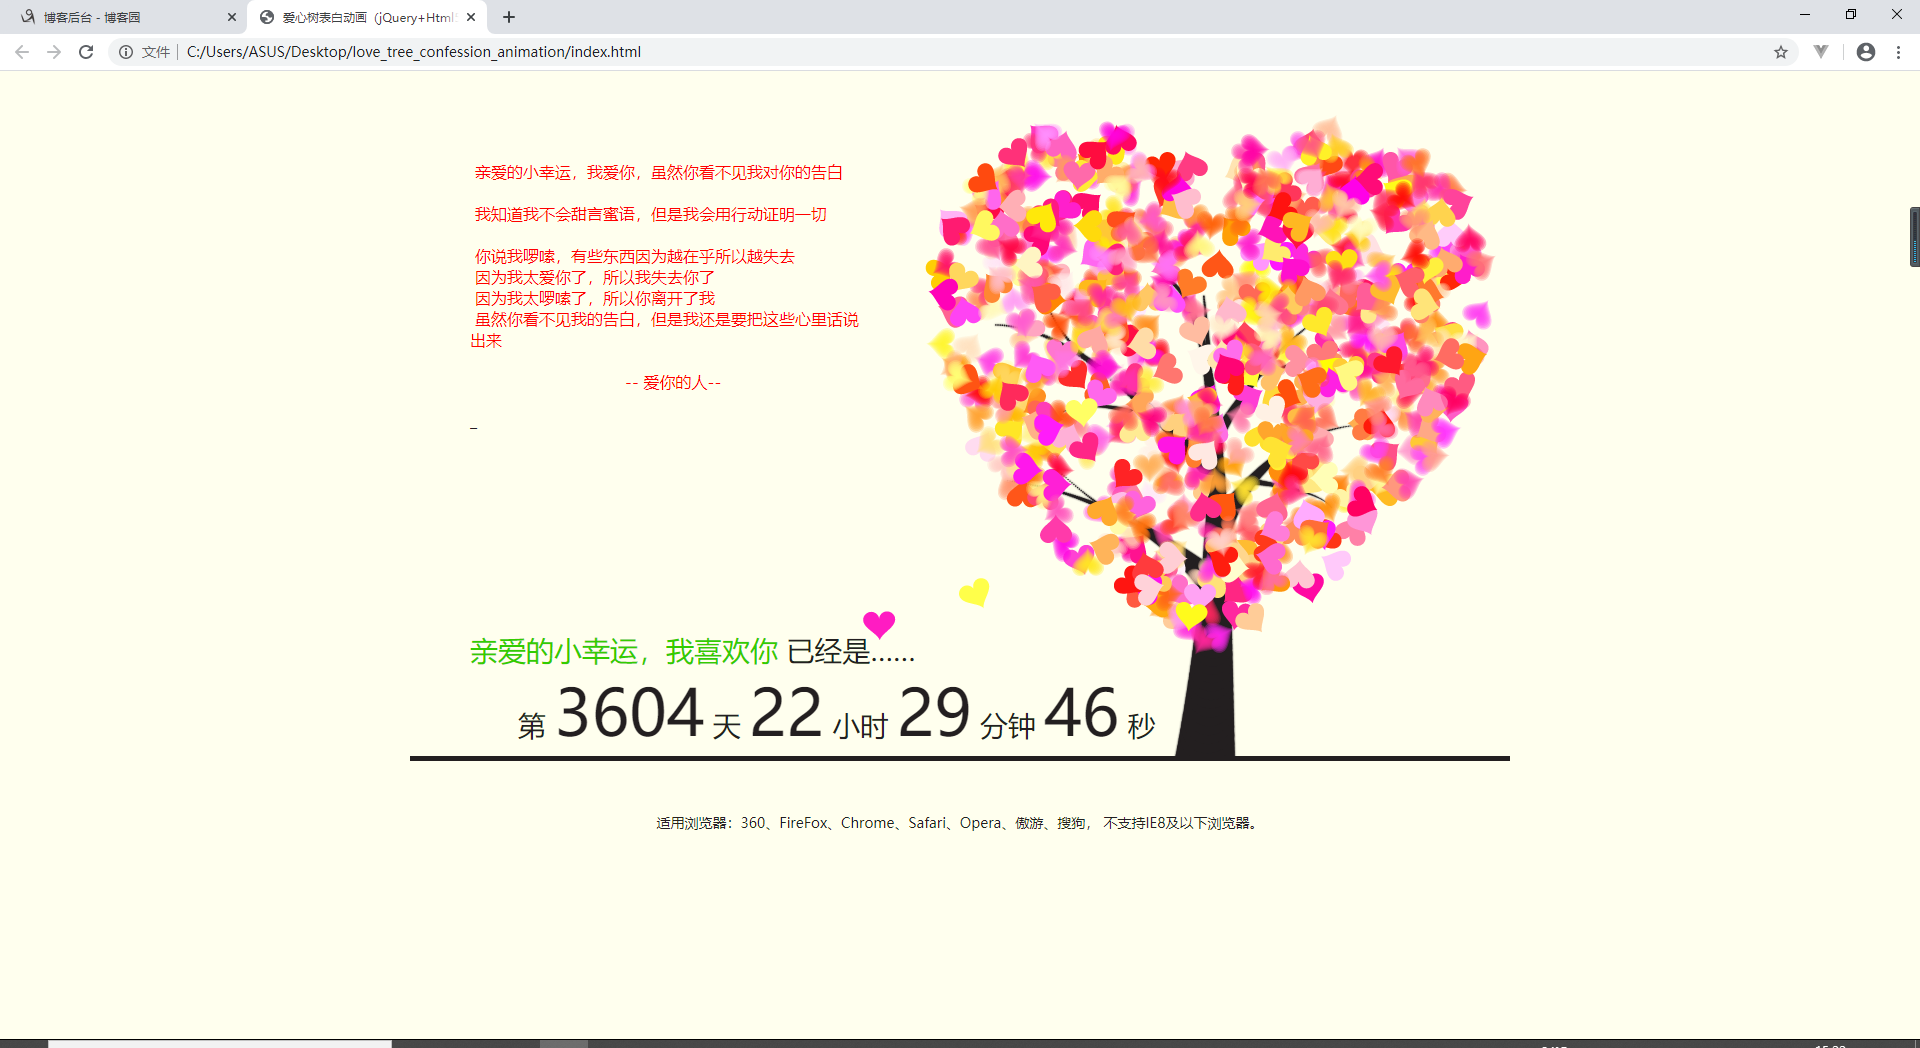 博客后台 - 博客园
爱心树表白动画（jQuery+Html
文件
C:/Users/ASUS/Desktop/love_tree_confession_animation/index.html
亲爱的小幸运，我爱你，虽然你看不见我对你的告白
我知道我不会甜言蜜语，但是我会用行动证明一切
你说我啰嗦，有些东西因为越在乎所以越失去
因为我太爱你了，所以我失去你了
因为我太啰嗦了，所以你离开了我
虽然你看不见我的告白，但是我还是要把这些心里话说
出来
-- 爱你的人--
_
亲爱的小幸运，我喜欢你 已经是……
第 3604 天 22 小时 29 分钟 46 秒
适用浏览器：360、FireFox、Chrome、Safari、Opera、傲游、搜狗， 不支持IE8及以下浏览器。